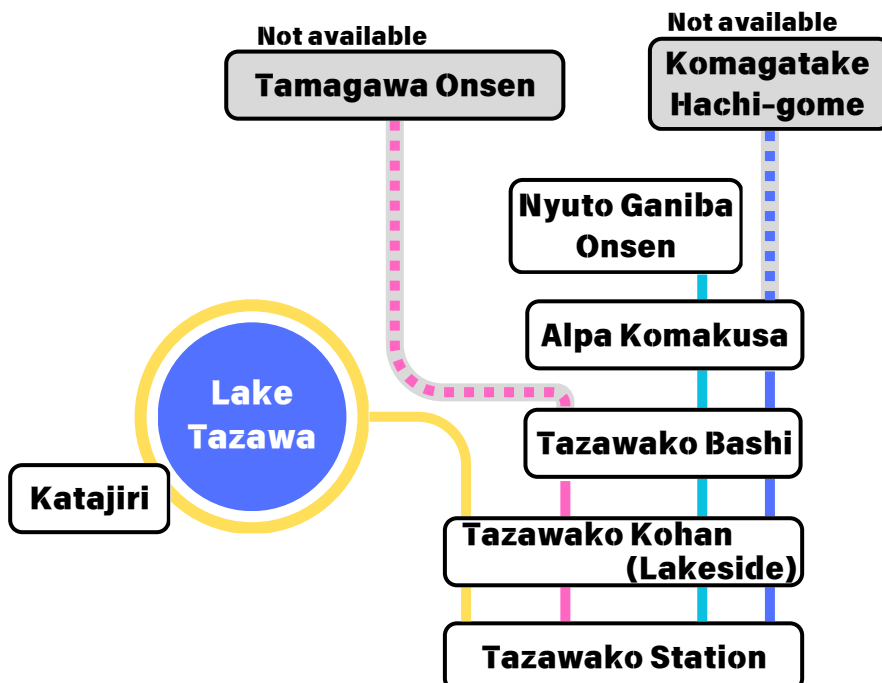 Not available
Tamagawa Onsen
Not available
Komagatake
Hachi-gome
Nyuto Ganiba
Onsen
Alpa Komakusa
Lake
Tazawa
Tazawako Bashi
Katajiri
Tazawako Kohan
(Lakeside)
Tazawako Station